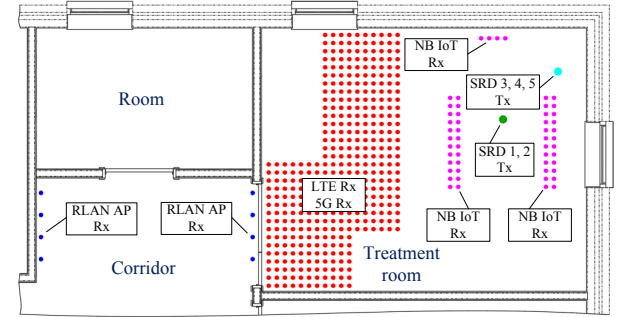 NB IoT
Rx
SRD 3, 4, 5
Tx
Room
SRD 1, 2
Tx
LTE Rx
5G Rx
RLAN AP
Rx
RLAN AP
Rx
NB IoT
Rx
NB IoT
Rx
Corridor
Treatment
room